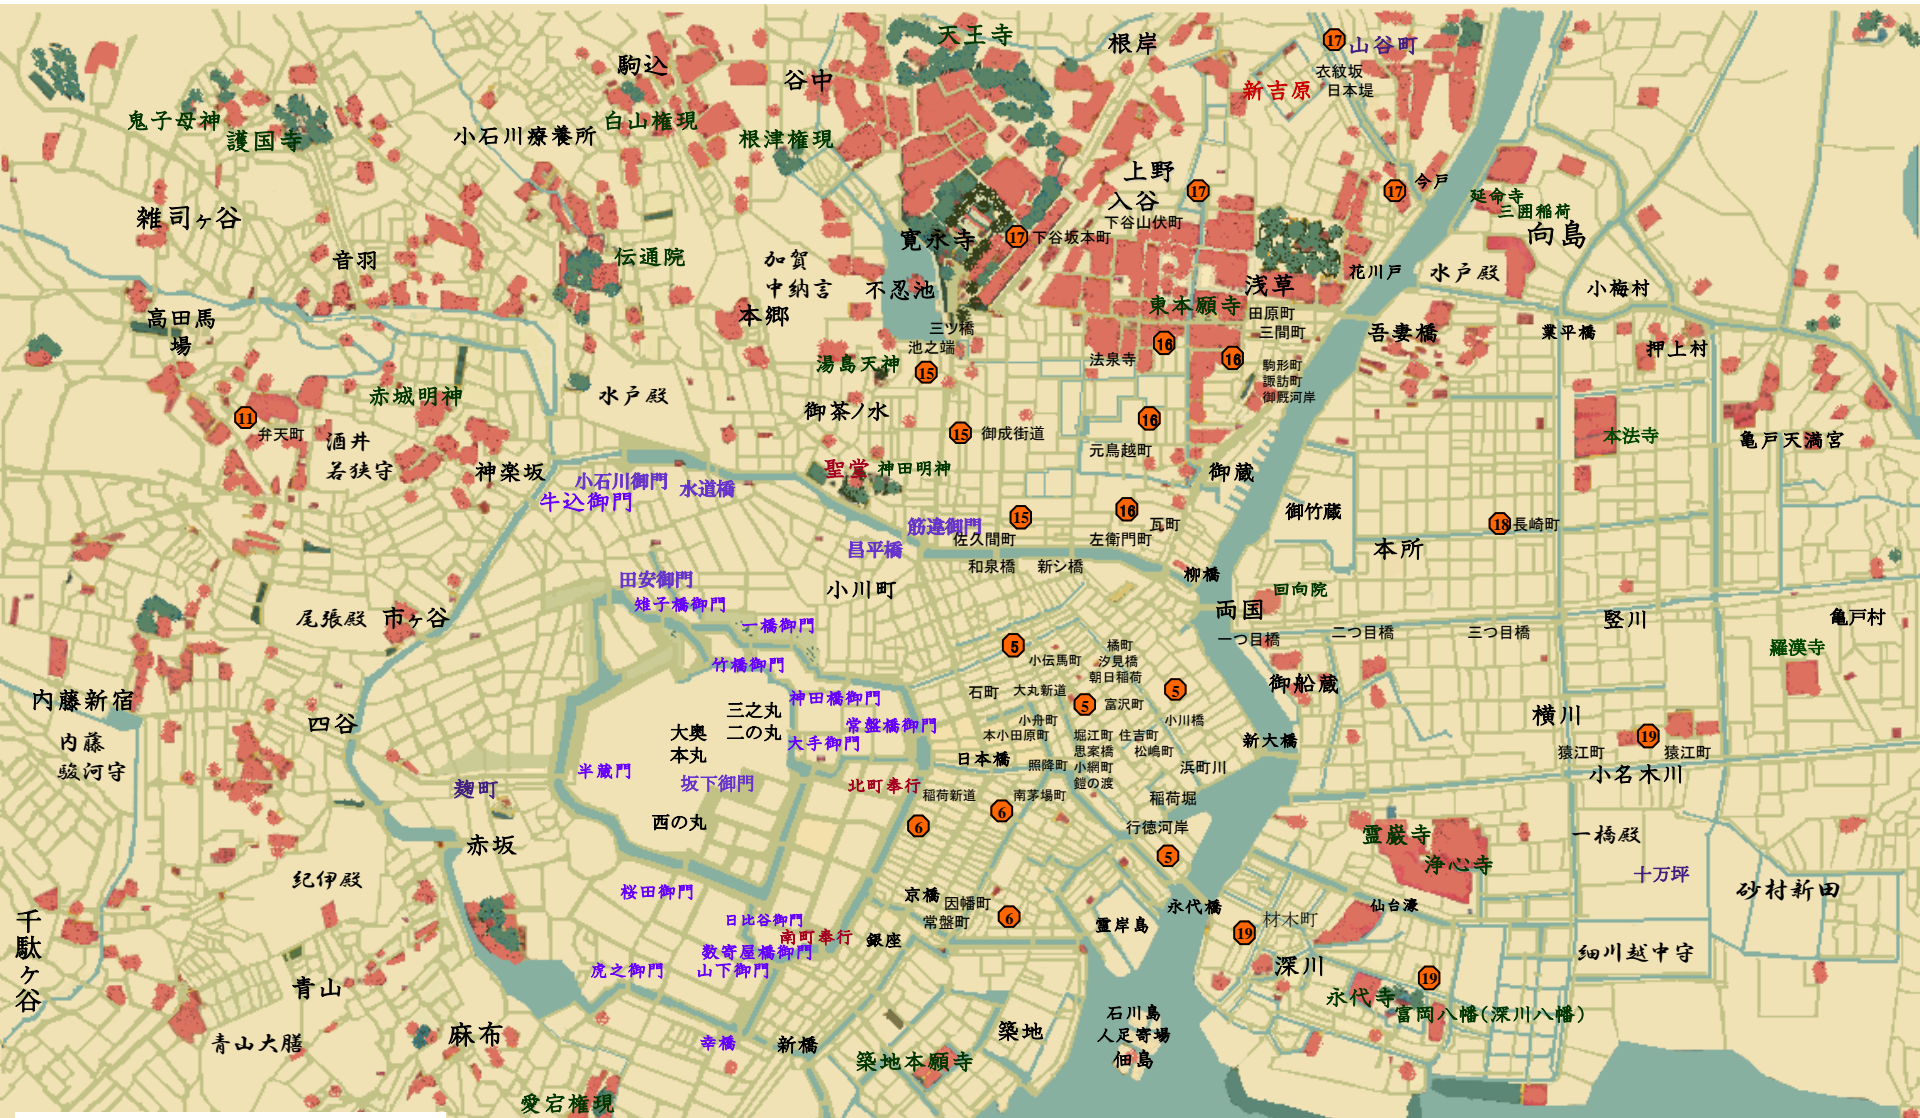 天王寺
根岸
17
山谷町
衣紋坂
日本堤
新吉原
駒込
谷中
鬼子母神
護国寺
小石川療養所
白山権現
根津権現
上野
入谷
17
下谷山伏町
17
今戸
延命寺
三囲稲荷
向島
雑司ヶ谷
音羽
伝通院
加賀
中納言
寛永寺
17
下谷坂本町
不忍池
本郷
浅草
花川戸
水戸殿
小梅村
東本願寺
田原町
三間町
高田馬
場
三ツ橋
池之端
15
湯島天神
法泉寺
16
16
吾妻橋
業平橋
押上村
駒形町
諏訪町
御厩河岸
赤城明神
水戸殿
御茶ノ水
11
弁天町
酒井
若狭守
神楽坂
15
御成街道
16
元鳥越町
本法寺
亀戸天満宮
聖堂
神田明神
御蔵
小石川御門
牛込御門
水道橋
筋違御門
昌平橋
15
佐久間町
16
瓦町
左衛門町
御竹蔵
18
長崎町
本所
和泉橋
新シ橋
柳橋
田安御門
雉子橋御門
小川町
両国
回向院
一つ目橋
二つ目橋
三つ目橋
竪川
亀戸村
羅漢寺
尾張殿
市ヶ谷
一橋御門
竹橋御門
5
小伝馬町
橘町
汐見橋
朝日稲荷
内藤新宿
四谷
神田橋御門
石町
大丸新道
5
富沢町
5
小川橋
御船蔵
内藤
駿河守
三之丸
二の丸
大奥
本丸
常盤橋御門
大手御門
小舟町
本小田原町
堀江町
住吉町
思案橋
松嶋町
新大橋
横川
19
猿江町
猿江町
日本橋
照降町
小網町
鎧の渡
浜町川
小名木川
半蔵門
坂下御門
北町奉行
麹町
稲荷新道
南茅場町
稲荷堀
西の丸
6
6
行徳河岸
5
霊巌寺
浄心寺
一橋殿
赤坂
紀伊殿
桜田御門
十万坪
砂村新田
京橋
因幡町
常盤町
6
霊岸島
永代橋
仙台濠
19
材木町
千駄ヶ谷
日比谷御門
南町奉行
銀座
数寄屋橋御門
虎之御門
山下御門
深川
細川越中守
19
永代寺
富岡八幡(深川八幡)
青山
青山大膳
麻布
幸橋
新橋
築地
石川島
人足寄場
佃島
築地本願寺
愛宕権現